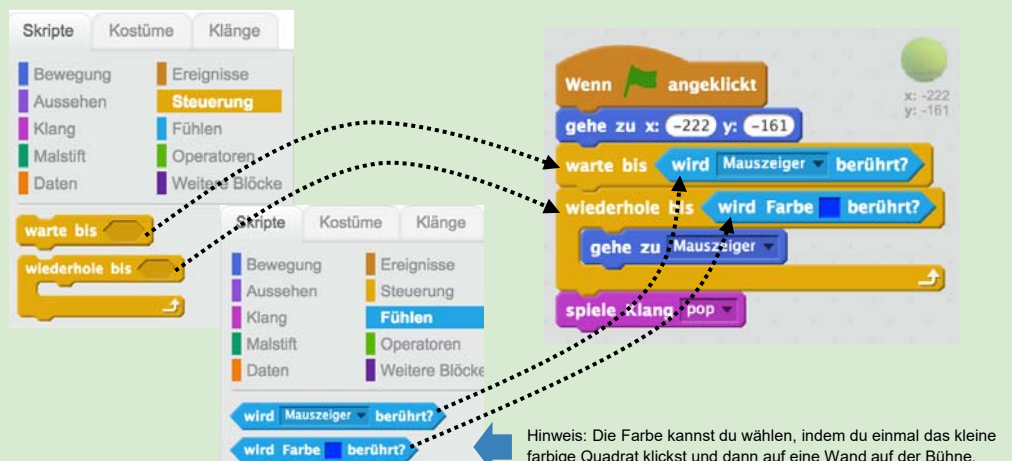 Skripte Kostüme Klänge
Bewegung Ereignisse
Aussehen Steuerung
Klang Fühlen
Malstift Operatoren
Daten Weitere Blöcke
warte bis
wiederhole bis
Skripte Kostüme Klänge
Bewegung Ereignisse
Aussehen Steuerung
Klang Fühlen
Malstift Operatoren
Daten Weitere Blöcke
wird Mauszeiger berührt?
wird Farbe berührt?
Wenn angeklickt
gehe zu x: -222 y: -161
warte bis wird Mauszeiger berührt?
wiederhole bis wird Farbe berührt?
gehe zu Mauszeiger
spiele Klang pop
x: -222
y: -161
Hinweis: Die Farbe kannst du wählen, indem du einmal das kleine
farbige Quadrat klickst und dann auf eine Wand auf der Bühne.